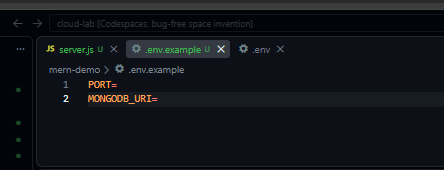 cloud-lab [Codespaces: bug-free space invention]
server.js U .env.example U .env
mern-demo > .env.example
1 PORT=
2 MONGODB_URI=